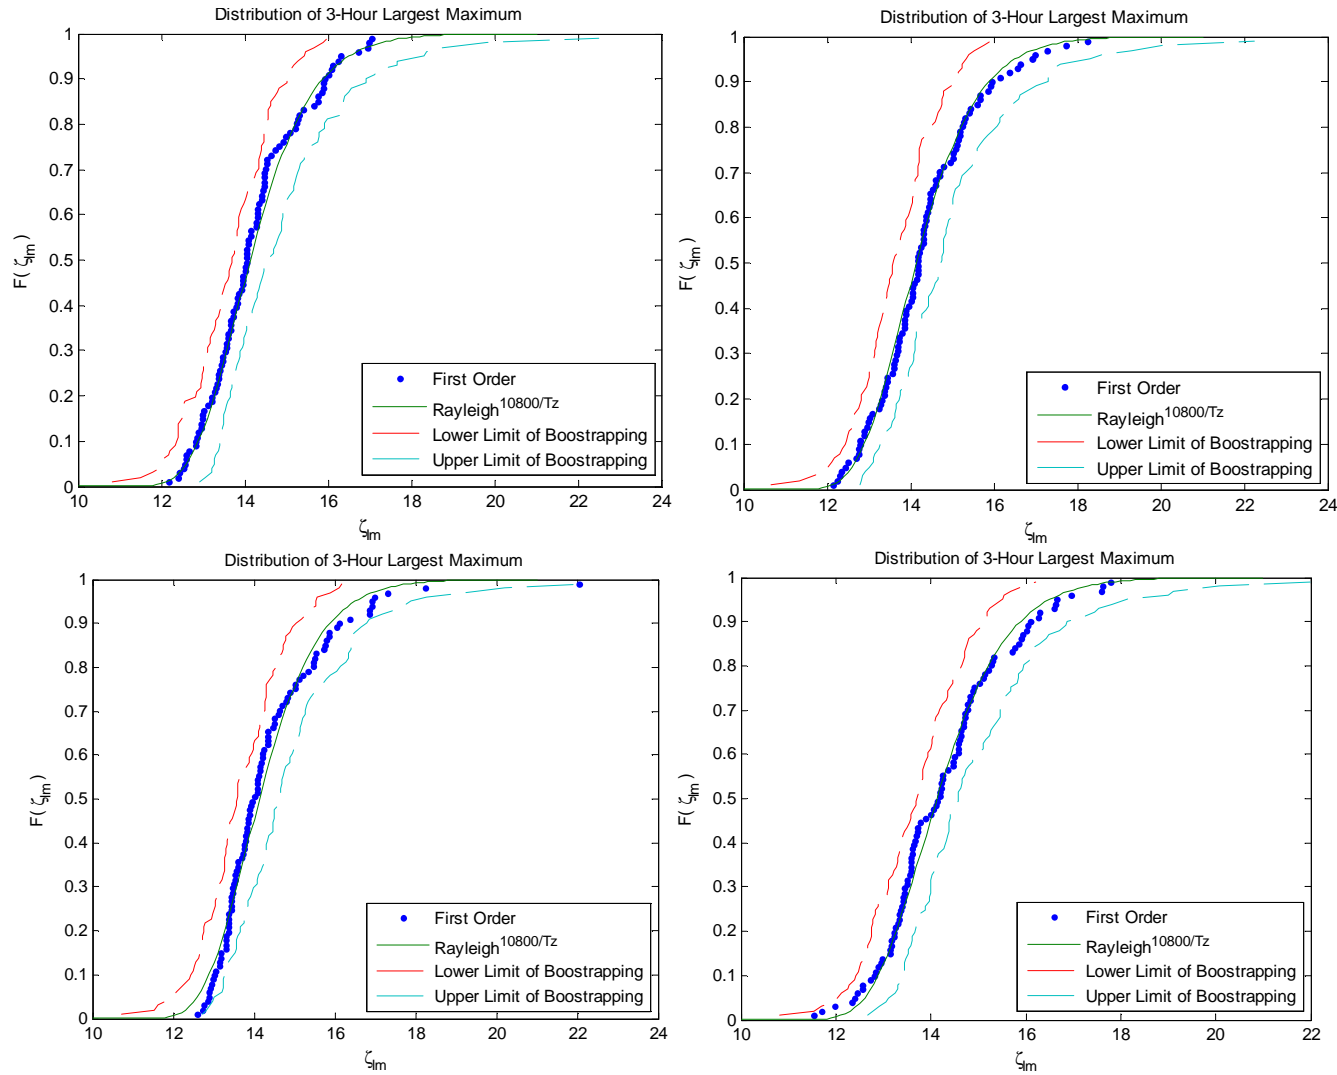 Distribution of 3-Hour Largest Maximum
1
0.9
0.8
0.7
0.6
0.5
0.4
0.3
0.2
0.1
0
F( ζlm )
First Order
Rayleigh^10800/Tz
Lower Limit of Boostrapping
Upper Limit of Boostrapping
10 12 14 16 18 20 22 24
ζlm
Distribution of 3-Hour Largest Maximum
1
0.9
0.8
0.7
0.6
0.5
0.4
0.3
0.2
0.1
0
F( ζlm )
First Order
Rayleigh^10800/Tz
Lower Limit of Boostrapping
Upper Limit of Boostrapping
10 12 14 16 18 20 22 24
ζlm
Distribution of 3-Hour Largest Maximum
1
0.9
0.8
0.7
0.6
0.5
0.4
0.3
0.2
0.1
0
F( ζlm )
First Order
Rayleigh^10800/Tz
Lower Limit of Boostrapping
Upper Limit of Boostrapping
10 12 14 16 18 20 22 24
ζlm
Distribution of 3-Hour Largest Maximum
1
0.9
0.8
0.7
0.6
0.5
0.4
0.3
0.2
0.1
0
F( ζlm )
First Order
Rayleigh^10800/Tz
Lower Limit of Boostrapping
Upper Limit of Boostrapping
10 12 14 16 18 20 22
ζlm